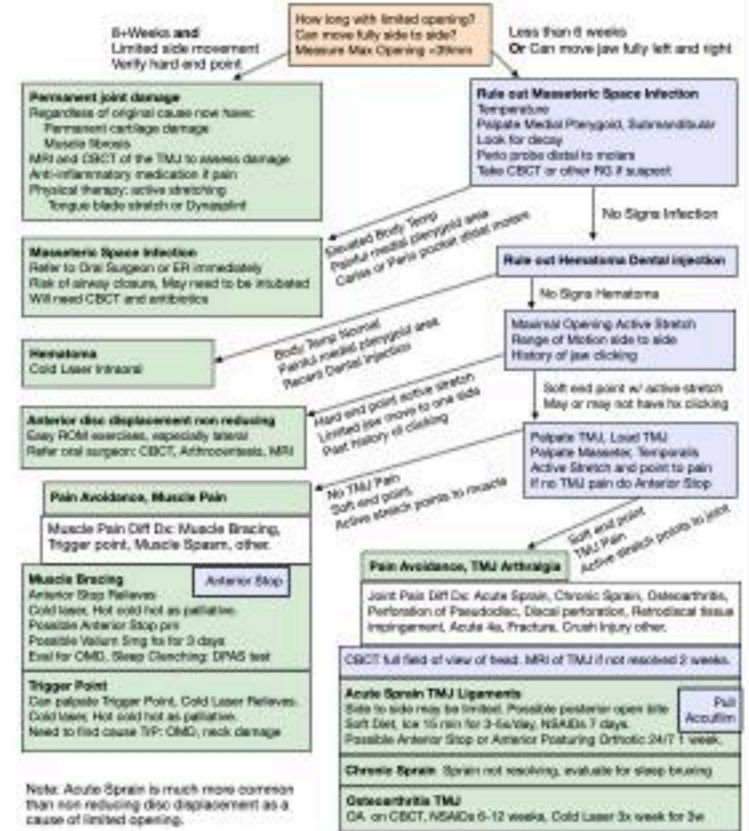 How long with limited opening?
Can move fully side to side?
Measure Max Opening <39mm
6+Weeks and
Limited side movement
Verify hard end point
Less than 6 weeks
Or Can move jaw fully left and right
Permanent joint damage
Regardless of original cause now have:
Permanent cartilage damage
Muscle fibrosis
MRI and CBCT of the TMJ to assess damage
Anti-inflammatory medication if pain
Physical therapy: active stretching
Tongue blade stretch or Dynasplint
Rule out Masseteric Space Infection
Temperature
Palpate Medial Pterygoid, Submandibular
Look for decay
Perio probe distal to molars
Take CBCT or other RG if suspect
Elevated Body Temp
Painful medial pterygoid area
Caries or Perio pocket distal molars
No Signs Infection
Masseteric Space Infection
Refer to Oral Surgeon or ER immediately
Risk of airway closure, May need to be intubated
Will need CBCT and antibiotics
Rule out Hematoma Dental injection
No Signs Hematoma
Body Temp Normal
Painful medial pterygoid area
Recent Dental Injection
Hematoma
Cold Laser Intraoral
Maximal Opening Active Stretch
Range of Motion side to side
History of jaw clicking
Hard end point active stretch
Limited jaw move to one side
Past history of clicking
Soft end point w/ active stretch
May or may not have hx clicking
Anterior disc displacement non reducing
Easy ROM exercises, especially lateral
Refer oral surgeon: CBCT, Arthrocentesis, MRI
Palpate TMJ, Load TMJ
Palpate Masseter, Temporalis
Active Stretch and point to pain
If no TMJ pain do Anterior Stop
No TMJ Pain
Soft end point,
Active stretch points to muscle
Soft end point
TMJ Pain
Active stretch points to joint
Pain Avoidance, Muscle Pain
Muscle Pain Diff Dx: Muscle Bracing,
Trigger point, Muscle Spasm, other.
Muscle Bracing
Anterior Stop
Anterior Stop Relieves
Cold laser, Hot cold hot as palliative.
Possible Anterior Stop prn
Possible Valium 5mg hs for 3 days
Eval for OMD, Sleep Clenching: DPAS test
Trigger Point
Can palpate Trigger Point, Cold Laser Relieves.
Cold laser, Hot cold hot as palliative.
Need to find cause T/P: OMD, neck damage
Pain Avoidance, TMJ Arthralgia
Joint Pain Diff Dx: Acute Sprain, Chronic Sprain, Osteoarthritis,
Perforation of Pseudodisc, Discal perforation, Retrodiscal tissue
impingement, Acute 4a, Fracture, Crush Injury other.
CBCT full field of view of head. MRI of TMJ if not resolved 2 weeks.
Acute Sprain TMJ Ligaments
Side to side may be limited. Possible posterior open bite
Soft Diet, Ice 15 min for 3-5x/day, NSAIDs 7 days.
Possible Anterior Stop or Anterior Posturing Orthotic 24/7 1 week.
Pull
Accufilm
Chronic Sprain Sprain not resolving, evaluate for sleep bruxing
Osteoarthritis TMJ
OA on CBCT, NSAIDs 6-12 weeks, Cold Laser 3x week for 3w
Note: Acute Sprain is much more common
than non reducing disc displacement as a
cause of limited opening.